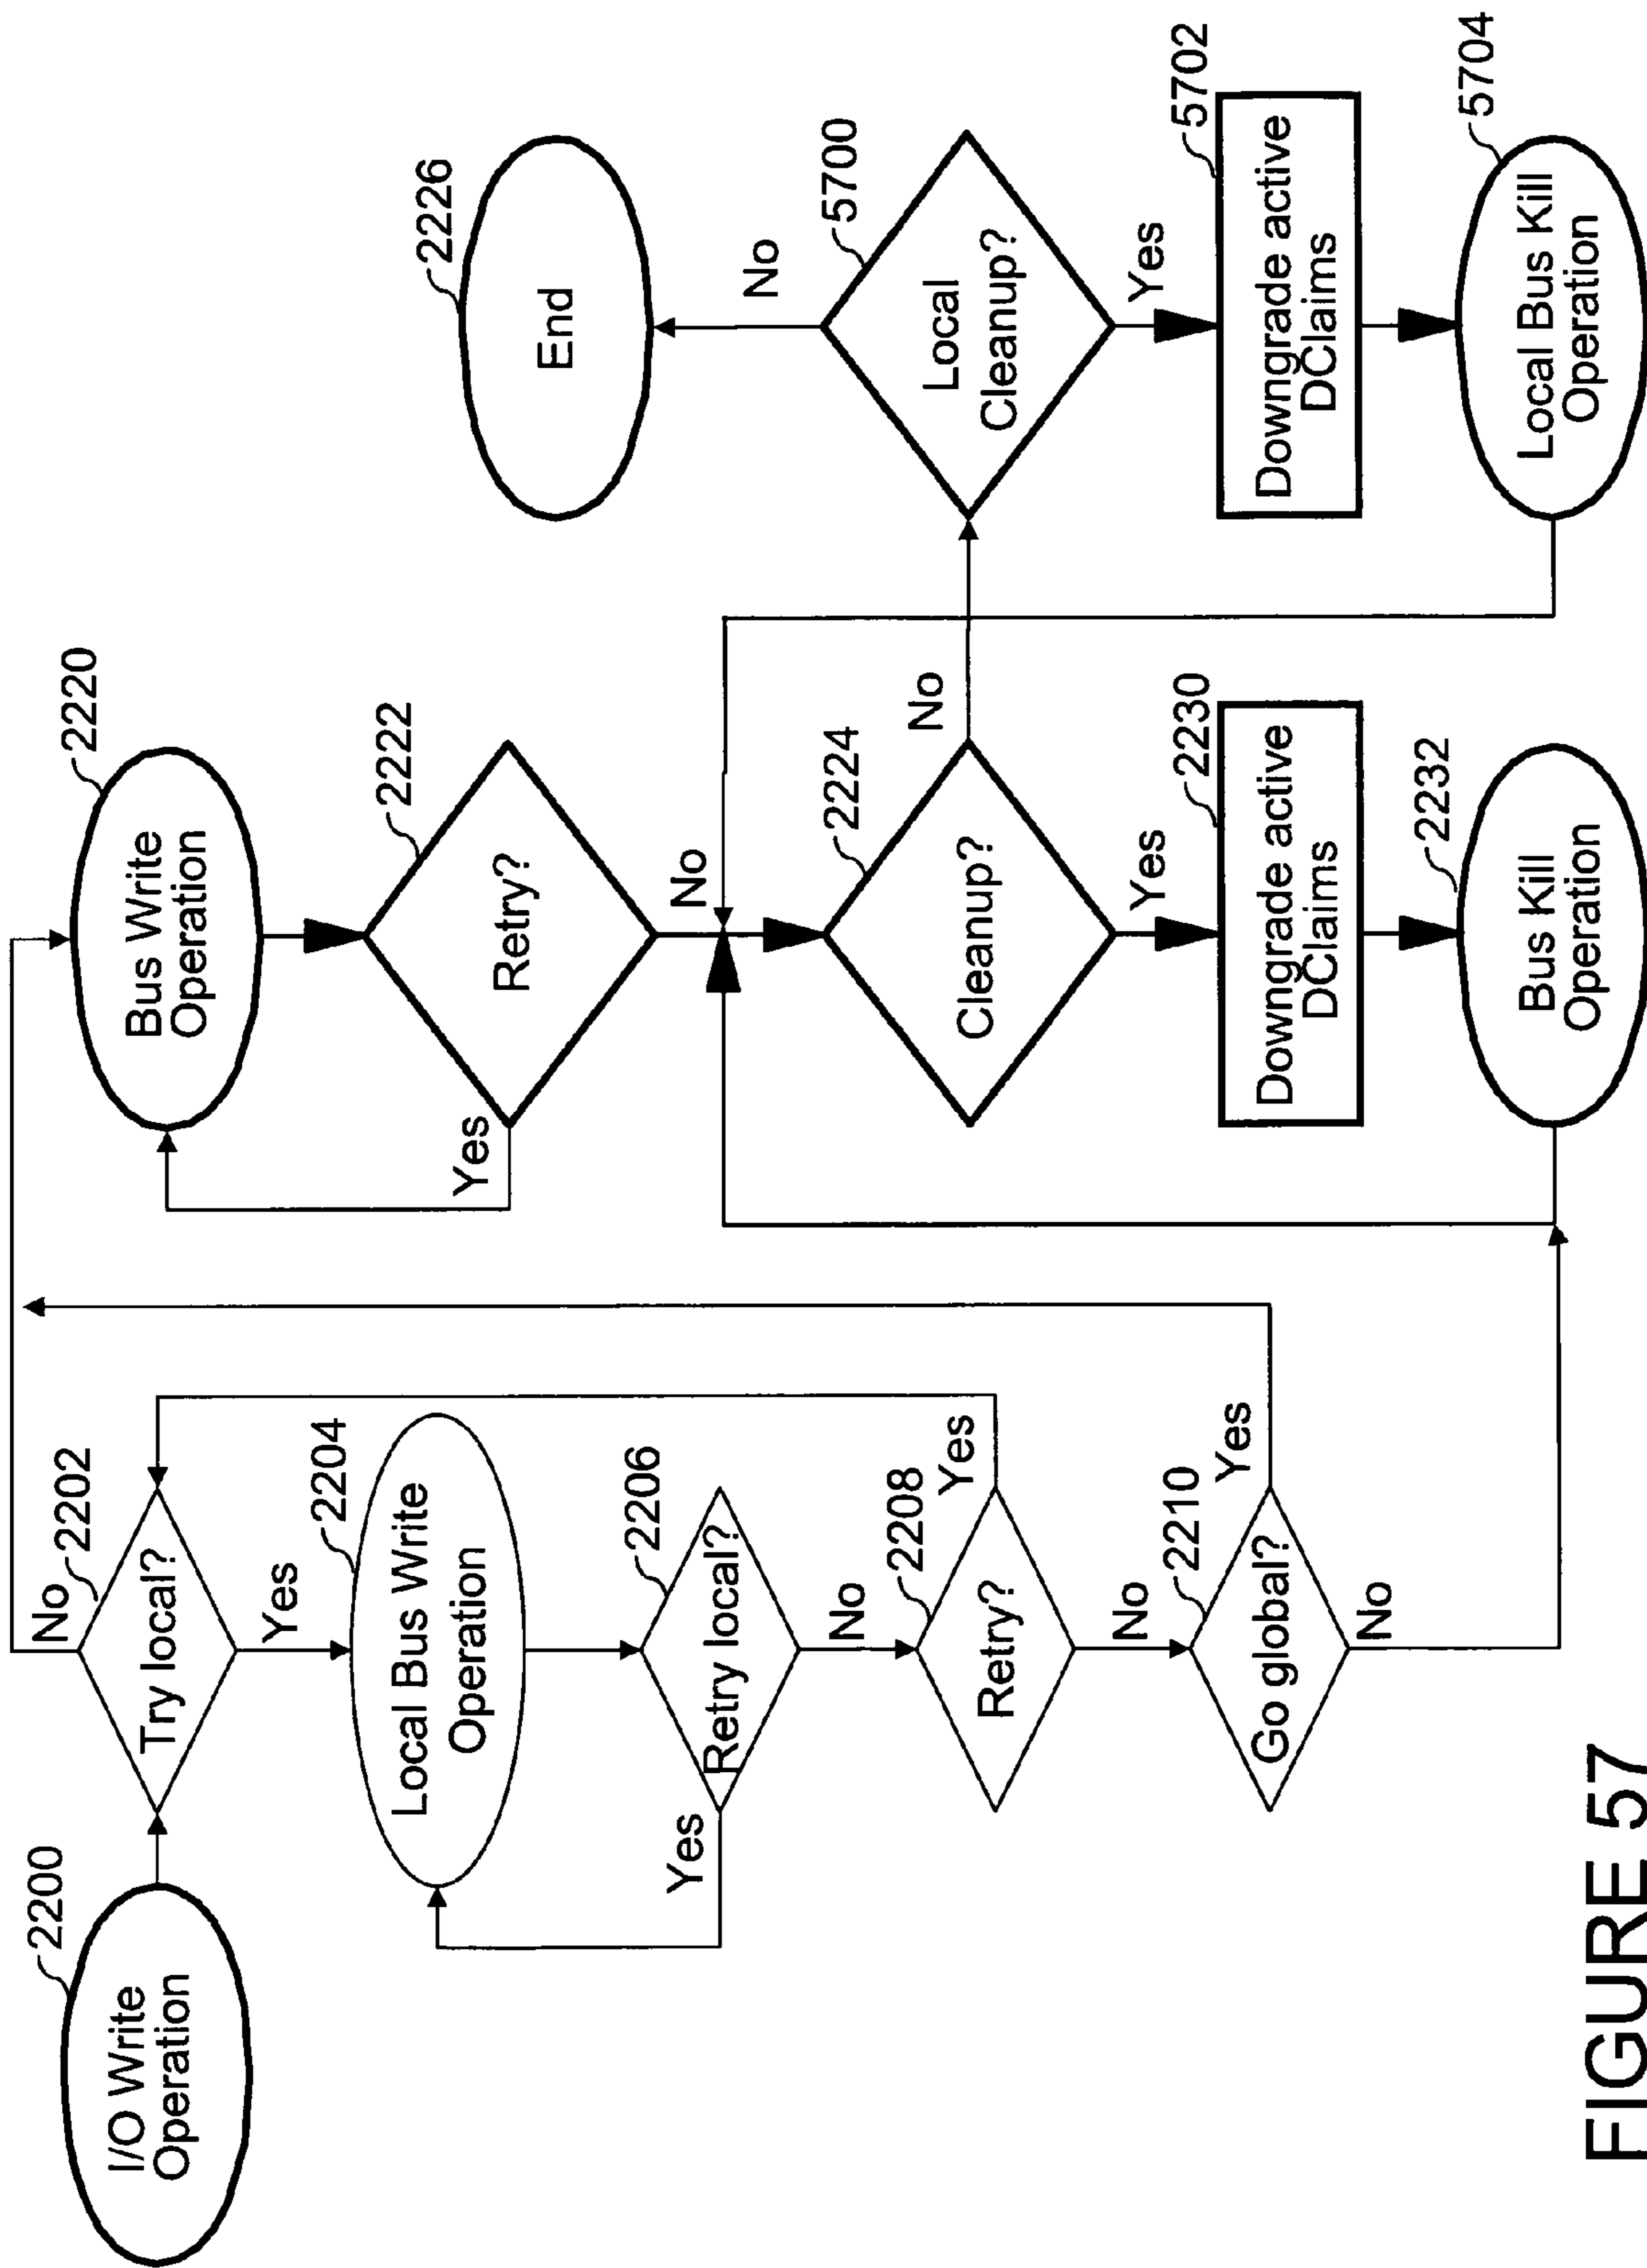 2200
I/O Write
Operation
2202
Try local?
No
Yes
2204
Local Bus Write
Operation
2206
Retry local?
Yes
No
2208
Retry?
Yes
No
2210
Go global?
Yes
No
2220
Bus Write
Operation
2222
Retry?
Yes
No
2224
Cleanup?
No
Yes
2230
Downgrade active
DClaims
2232
Bus Kill
Operation
2226
End
No
5700
Local
Cleanup?
Yes
5702
Downgrade active
DClaims
5704
Local Bus Kill
Operation
FIGURE 57